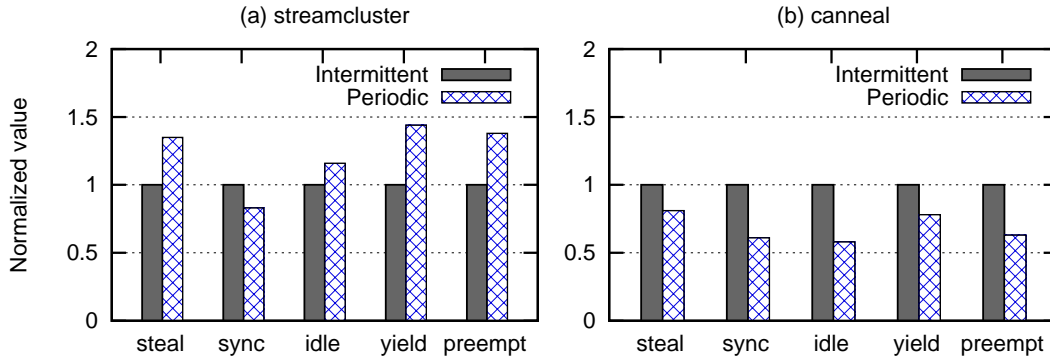 (a) streamcluster
Normalized value
2
1.5
1
0.5
0
Intermittent
Periodic
steal sync idle yield preempt
(b) canneal
2
1.5
1
0.5
0
Intermittent
Periodic
steal sync idle yield preempt